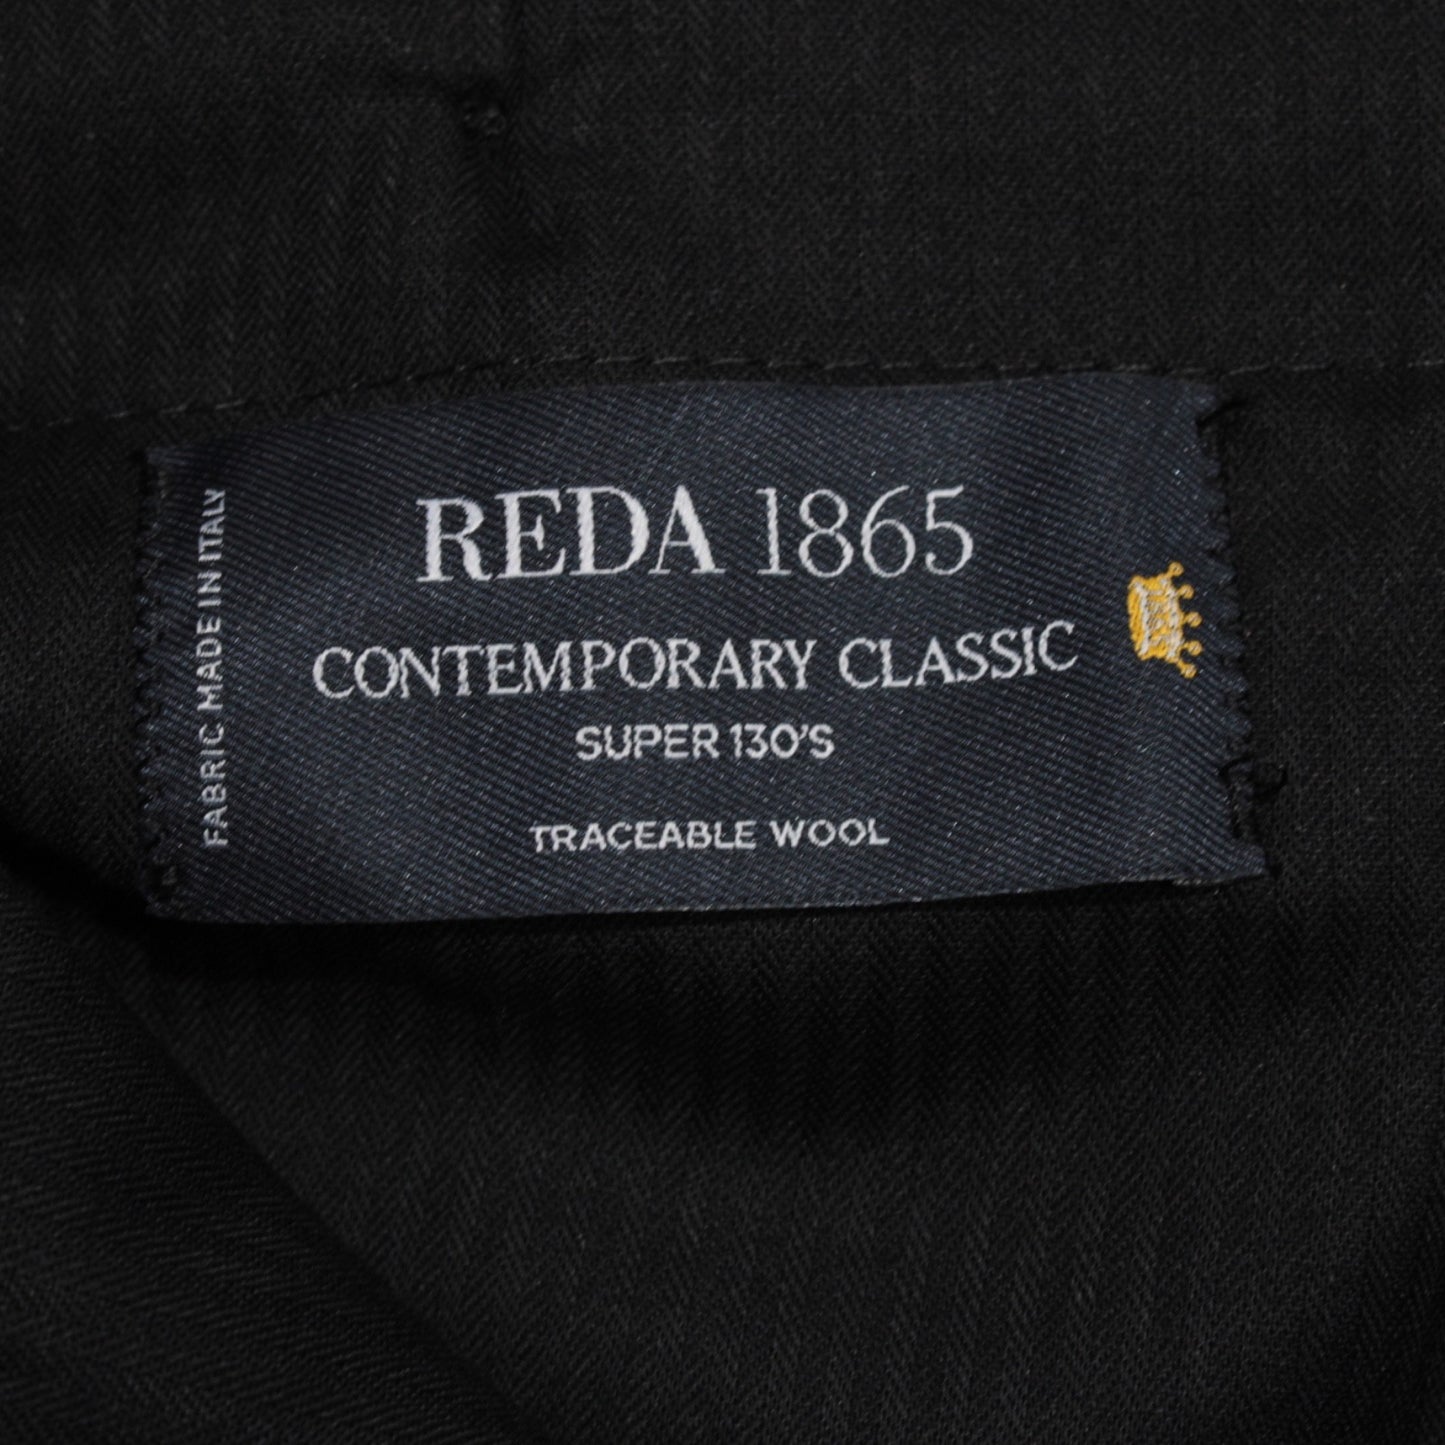 REDA 1865
CONTEMPORARY CLASSIC
SUPER 130'S
TRACEABLE WOOL
FABRIC MADE IN ITALY